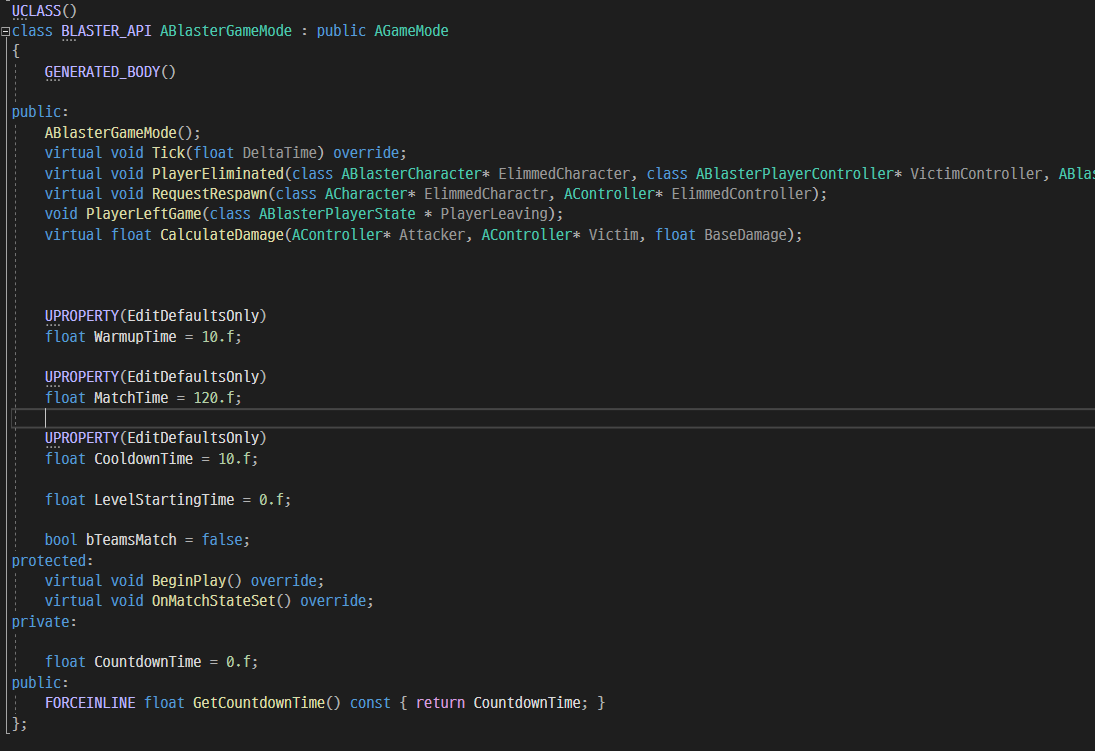 UCLASS()
class BLASTER_API ABlasterGameMode : public AGameMode
{
GENERATED_BODY()
public:
ABlasterGameMode();
virtual void Tick(float DeltaTime) override;
virtual void PlayerEliminated(class ABlasterCharacter* ElimmedCharacter, class ABlasterPlayerController* VictimController, ABlas
virtual void RequestRespawn(class ACharacter* ElimmedCharactr, AController* ElimmedController);
void PlayerLeftGame(class ABlasterPlayerState * PlayerLeaving);
virtual float CalculateDamage(AController* Attacker, AController* Victim, float BaseDamage);
UPROPERTY(EditDefaultsOnly)
float WarmupTime = 10.f;
UPROPERTY(EditDefaultsOnly)
float MatchTime = 120.f;
UPROPERTY(EditDefaultsOnly)
float CooldownTime = 10.f;
float LevelStartingTime = 0.f;
bool bTeamsMatch = false;
protected:
virtual void BeginPlay() override;
virtual void OnMatchStateSet() override;
private:
float CountdownTime = 0.f;
public:
FORCEINLINE float GetCountdownTime() const { return CountdownTime; }
};